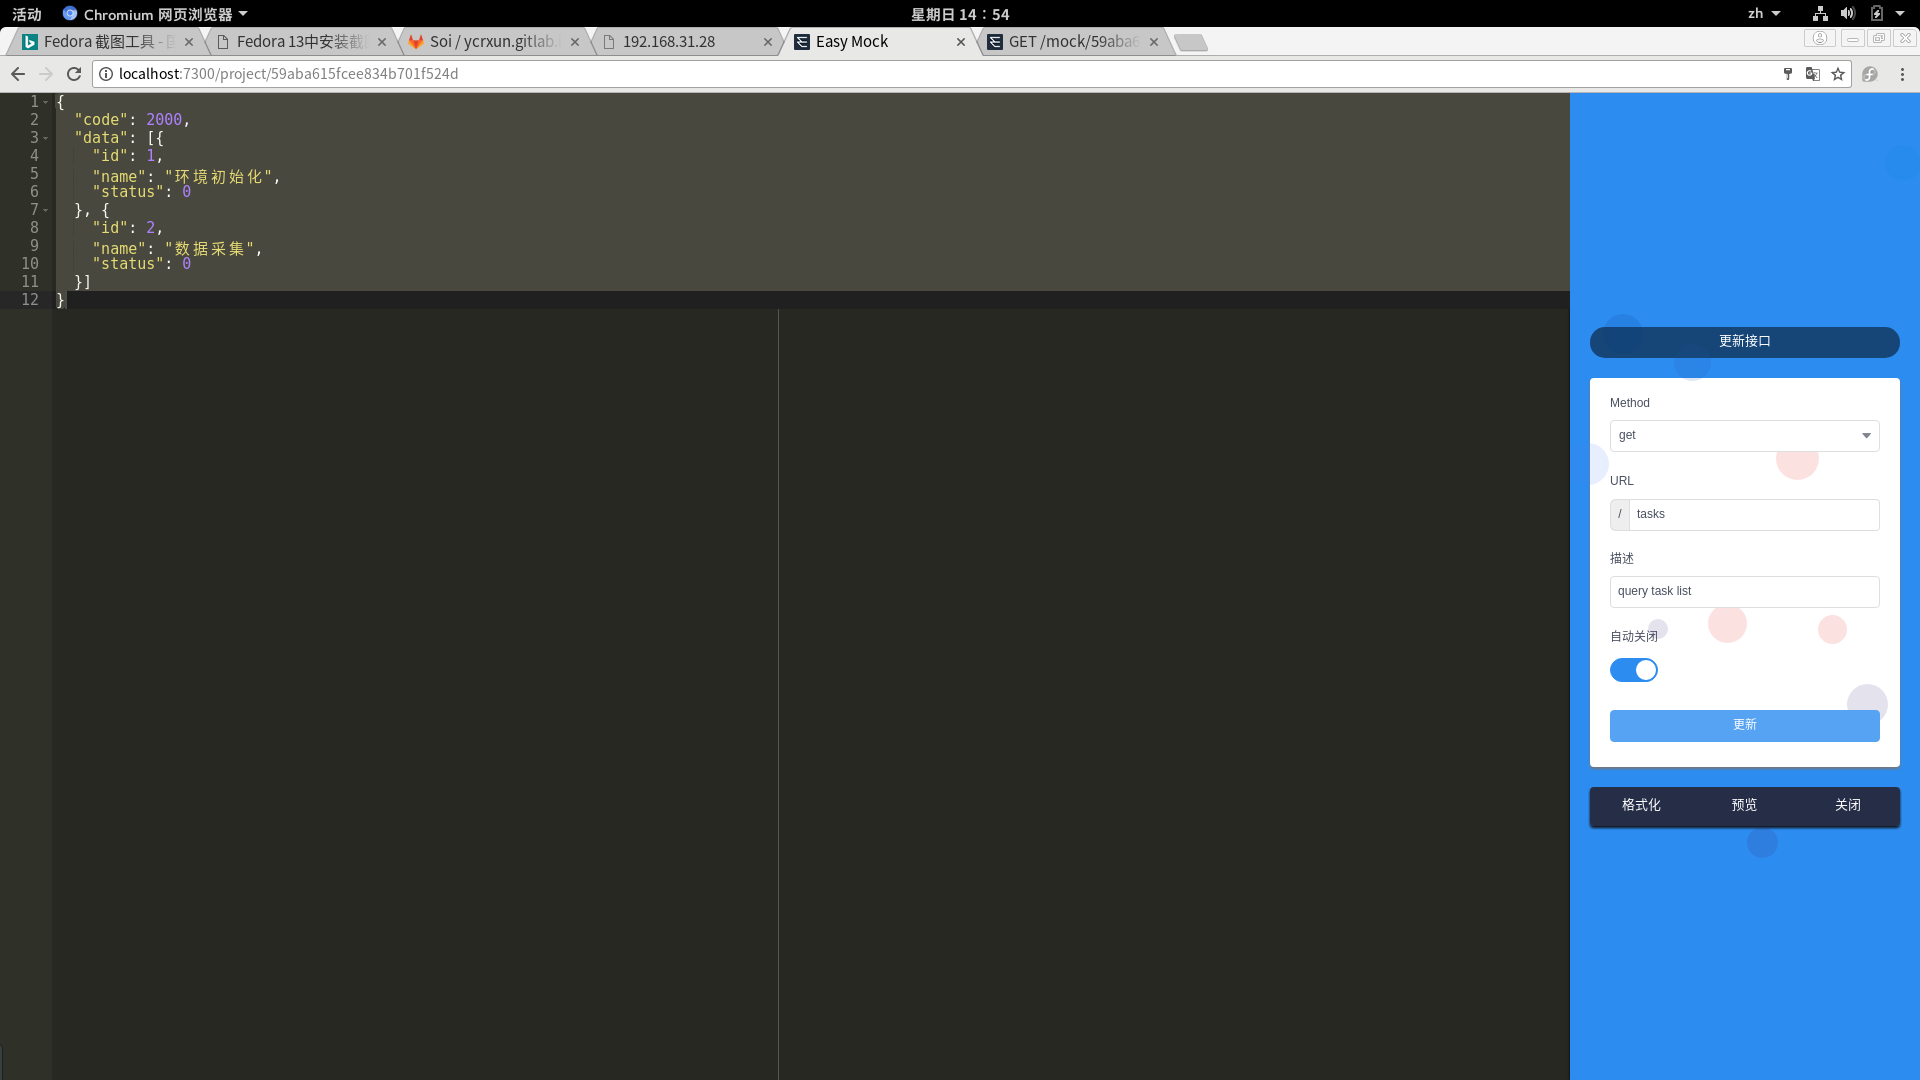 活动 Chromium 网页浏览器 星期日 14：54 zh
Fedora 截图工具 - Fedora 13中安装截 Soi / ycrxun.gitlab. 192.168.31.28 Easy Mock GET /mock/59aba6
localhost:7300/project/59aba615fcee834b701f524d
1 {
2 "code": 2000,
3 "data": [{
4 "id": 1,
5 "name": "环境初始化",
6 "status": 0
7 }, {
8 "id": 2,
9 "name": "数据采集",
10 "status": 0
11 }]
12 }
更新接口
Method
get
URL
/ tasks
描述
query task list
自动关闭
更新
格式化 预览 关闭